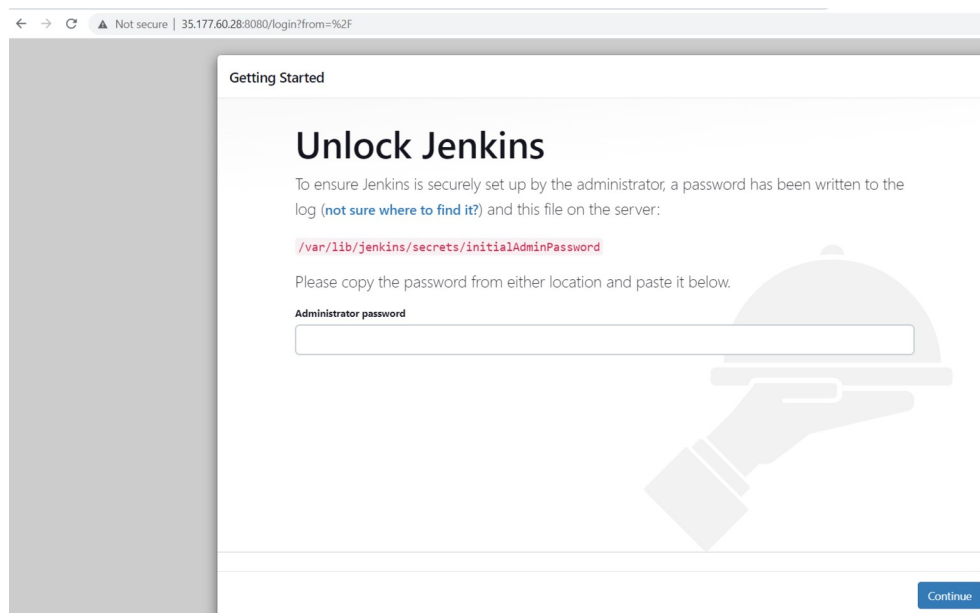 Not secure | 35.177.60.28:8080/login?from=%2F
Getting Started
Unlock Jenkins
To ensure Jenkins is securely set up by the administrator, a password has been written to the
log (not sure where to find it?) and this file on the server:
/var/lib/jenkins/secrets/initialAdminPassword
Please copy the password from either location and paste it below.
Administrator password
Continue